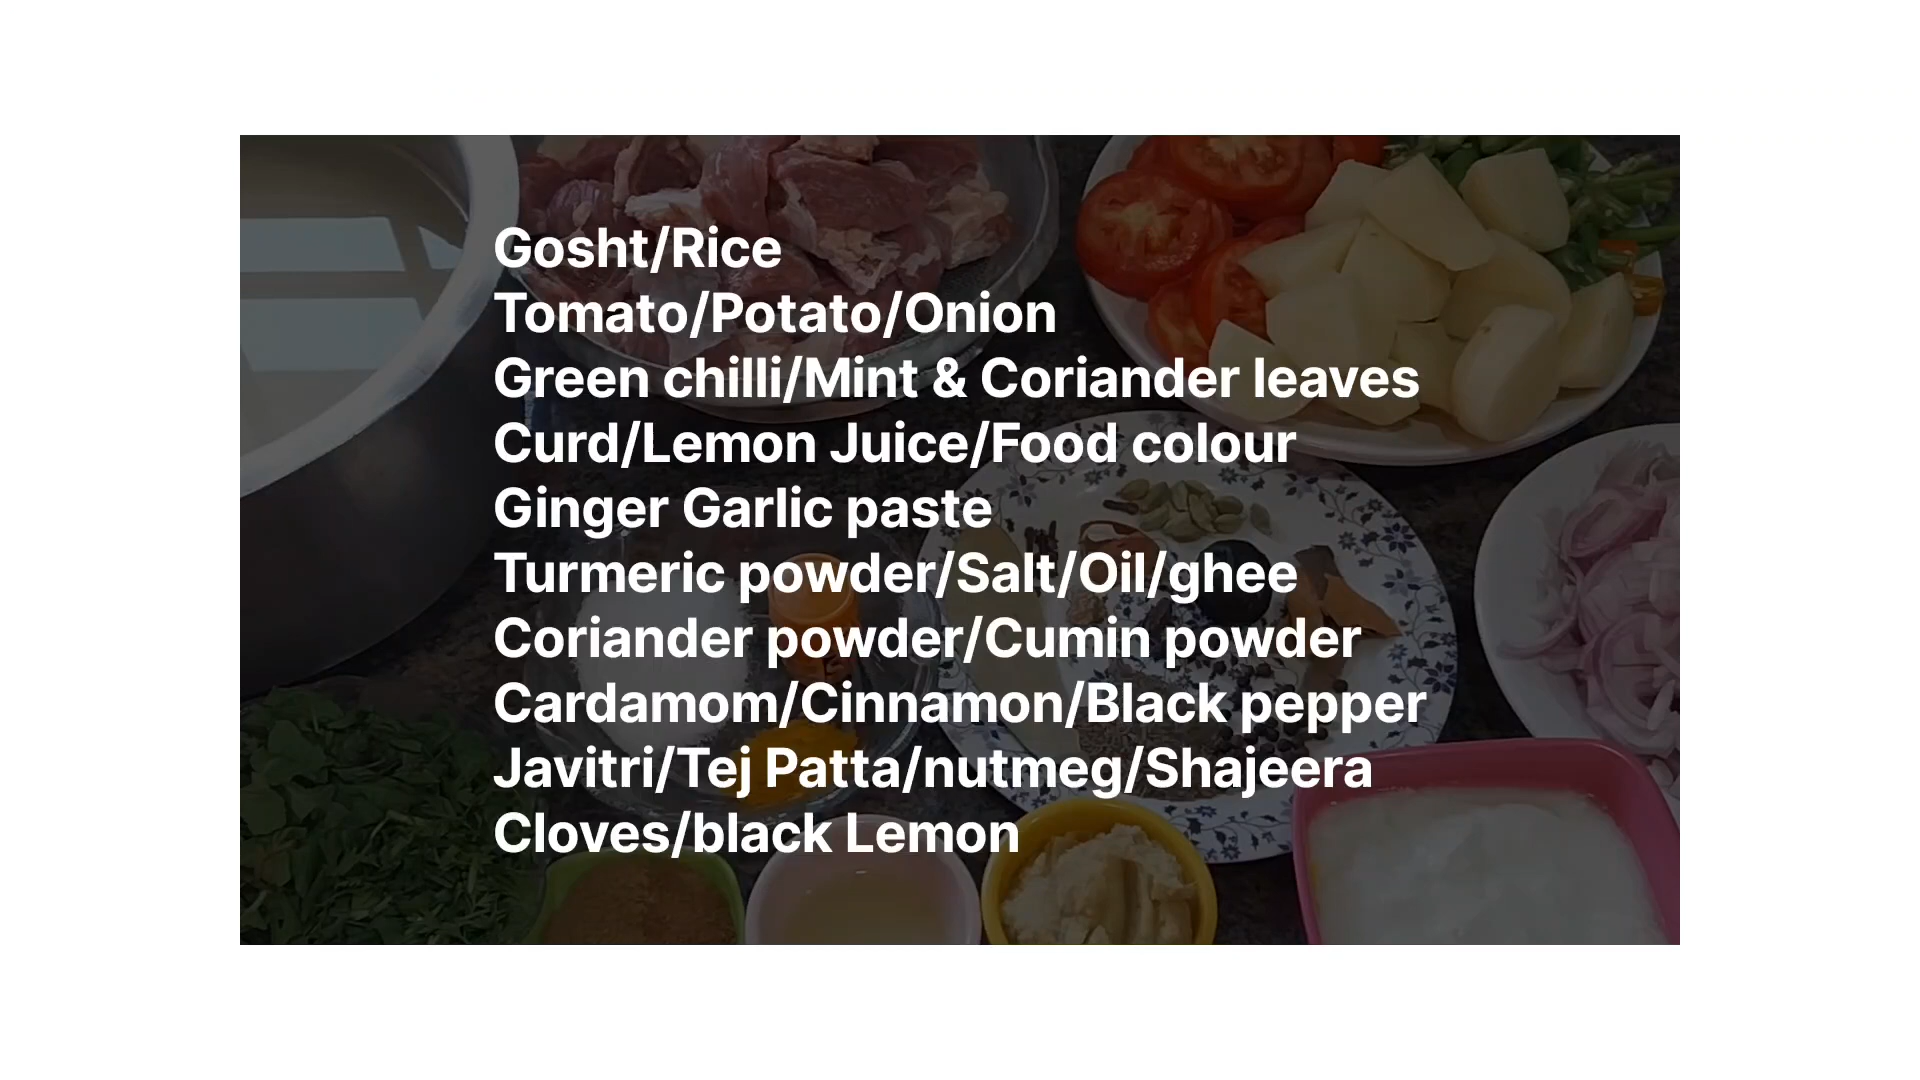 Gosht/Rice
Tomato/Potato/Onion
Green chilli/Mint & Coriander leaves
Curd/Lemon Juice/Food colour
Ginger Garlic paste
Turmeric powder/Salt/Oil/ghee
Coriander powder/Cumin powder
Cardamom/Cinnamon/Black pepper
Javitri/Tej Patta/nutmeg/Shajeera
Cloves/black Lemon